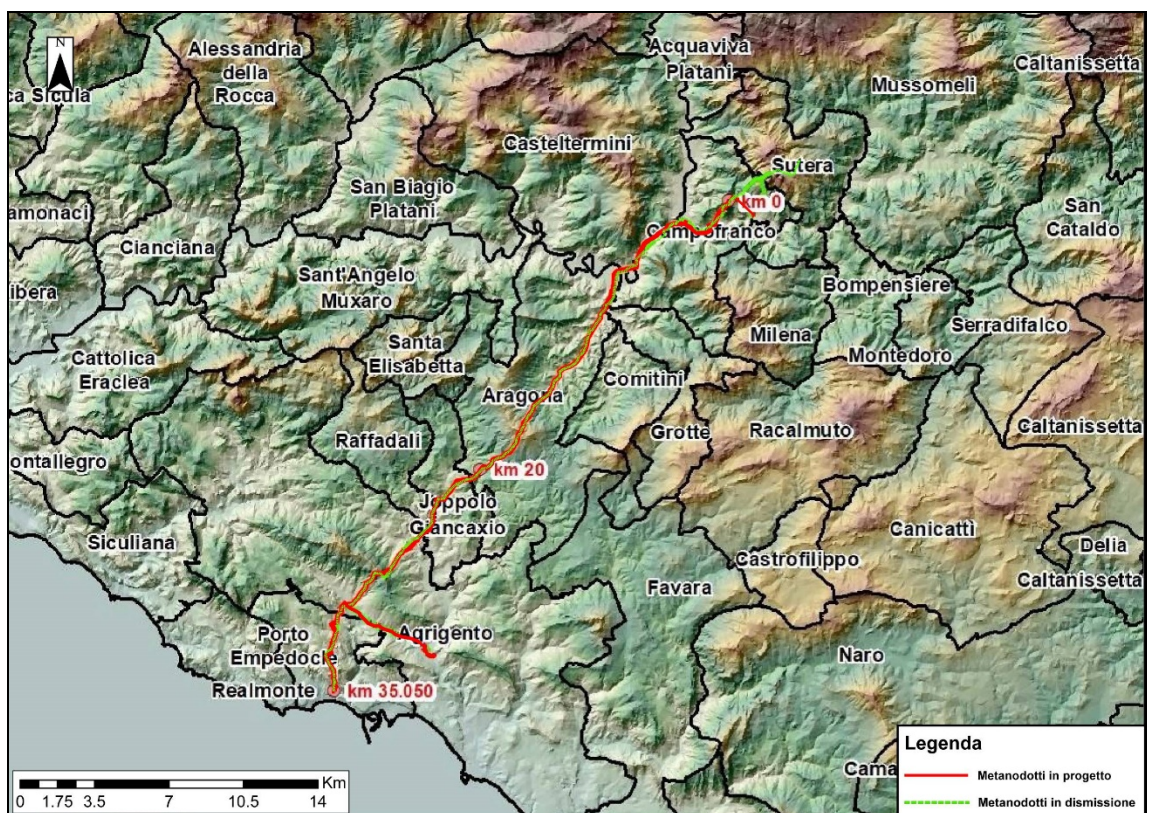 N
Alessandria
della
Rocca
Acquaviva
Platani
Caltanissetta
Mussomeli
ca Sicula
Casteltermini
Sutera
San Biagio
Platani
km 0
San
Cataldo
amonaci
Cianciana
Campofranco
Sant'Angelo
Muxaro
Bompensiere
ibera
Serradifalco
Milena
Santa
Elisabetta
Montedoro
Cattolica
Eraclea
Comitini
Aragona
Grotte
Racalmuto
Caltanissetta
Raffadali
ontallegro
km 20
Joppolo
Giancaxio
Canicattì
Siculiana
Delia
Castrofilippo
Caltanissetta
Favara
Porto
Empedocle
Agrigento
Naro
Realmonte
km 35.050
Legenda
Metanodotti in progetto
Metanodotti in dismissione
Cama
Km
0 1.75 3.5 7 10.5 14